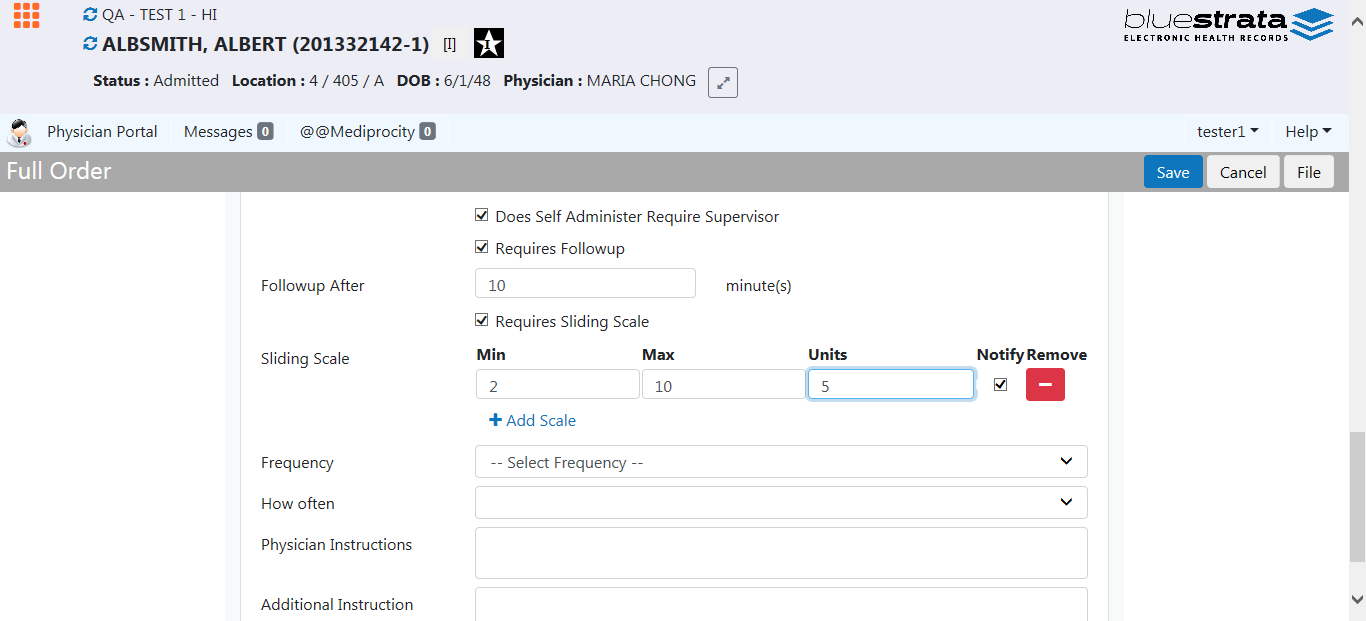 QA - TEST 1 - HI
ALBSMITH, ALBERT (201332142-1) [I] I
Status : Admitted Location : 4 / 405 / A DOB : 6/1/48 Physician : MARIA CHONG
bluestrata
ELECTRONIC HEALTH RECORDS
Physician Portal Messages 0 @@Mediprocity 0 tester1 Help
Full Order Save Cancel File
Does Self Administer Require Supervisor
Requires Followup
Followup After 10 minute(s)
Requires Sliding Scale
Sliding Scale Min Max Units Notify Remove
2 10 5
+ Add Scale
Frequency -- Select Frequency --
How often
Physician Instructions
Additional Instruction